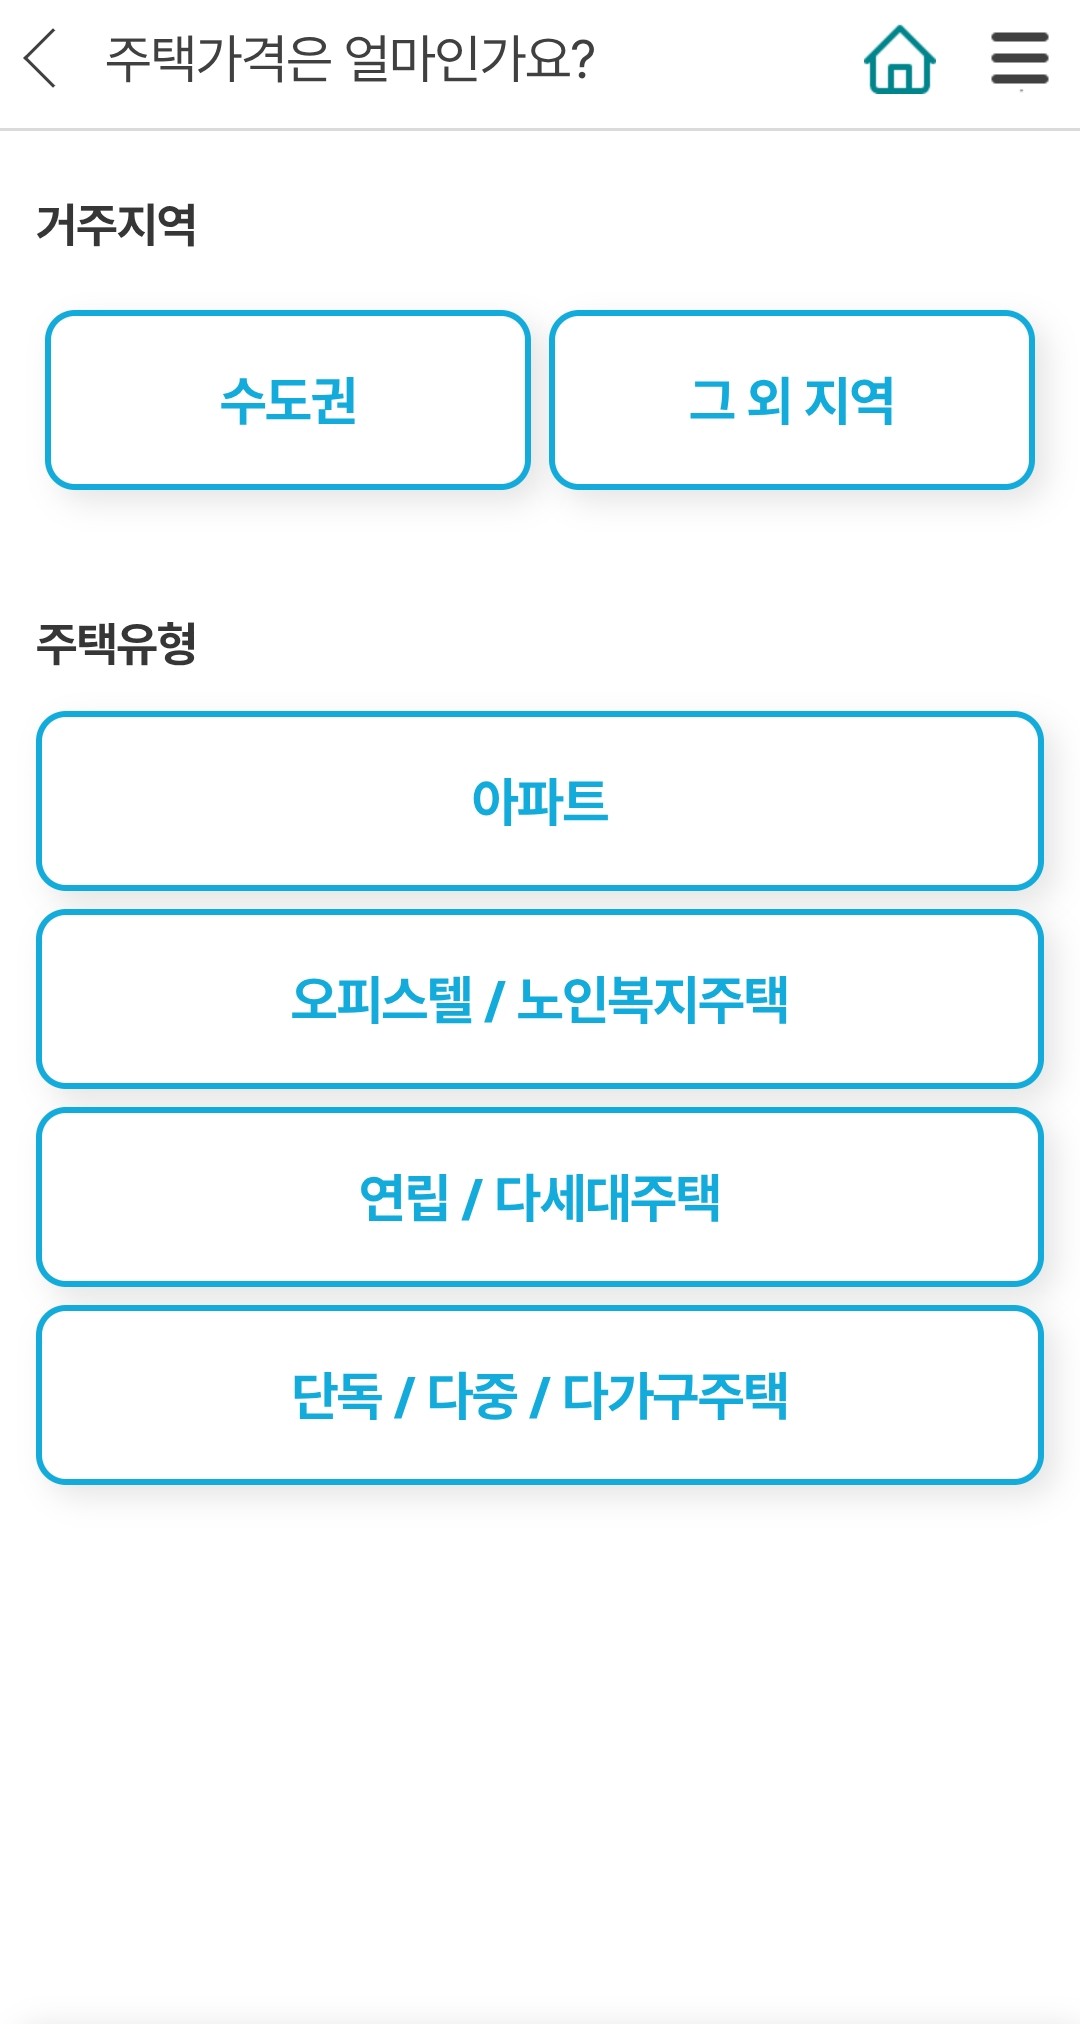 주택가격은 얼마인가요?
거주지역
수도권
그 외 지역
주택유형
아파트
오피스텔 / 노인복지주택
연립 / 다세대주택
단독 / 다중 / 다가구주택